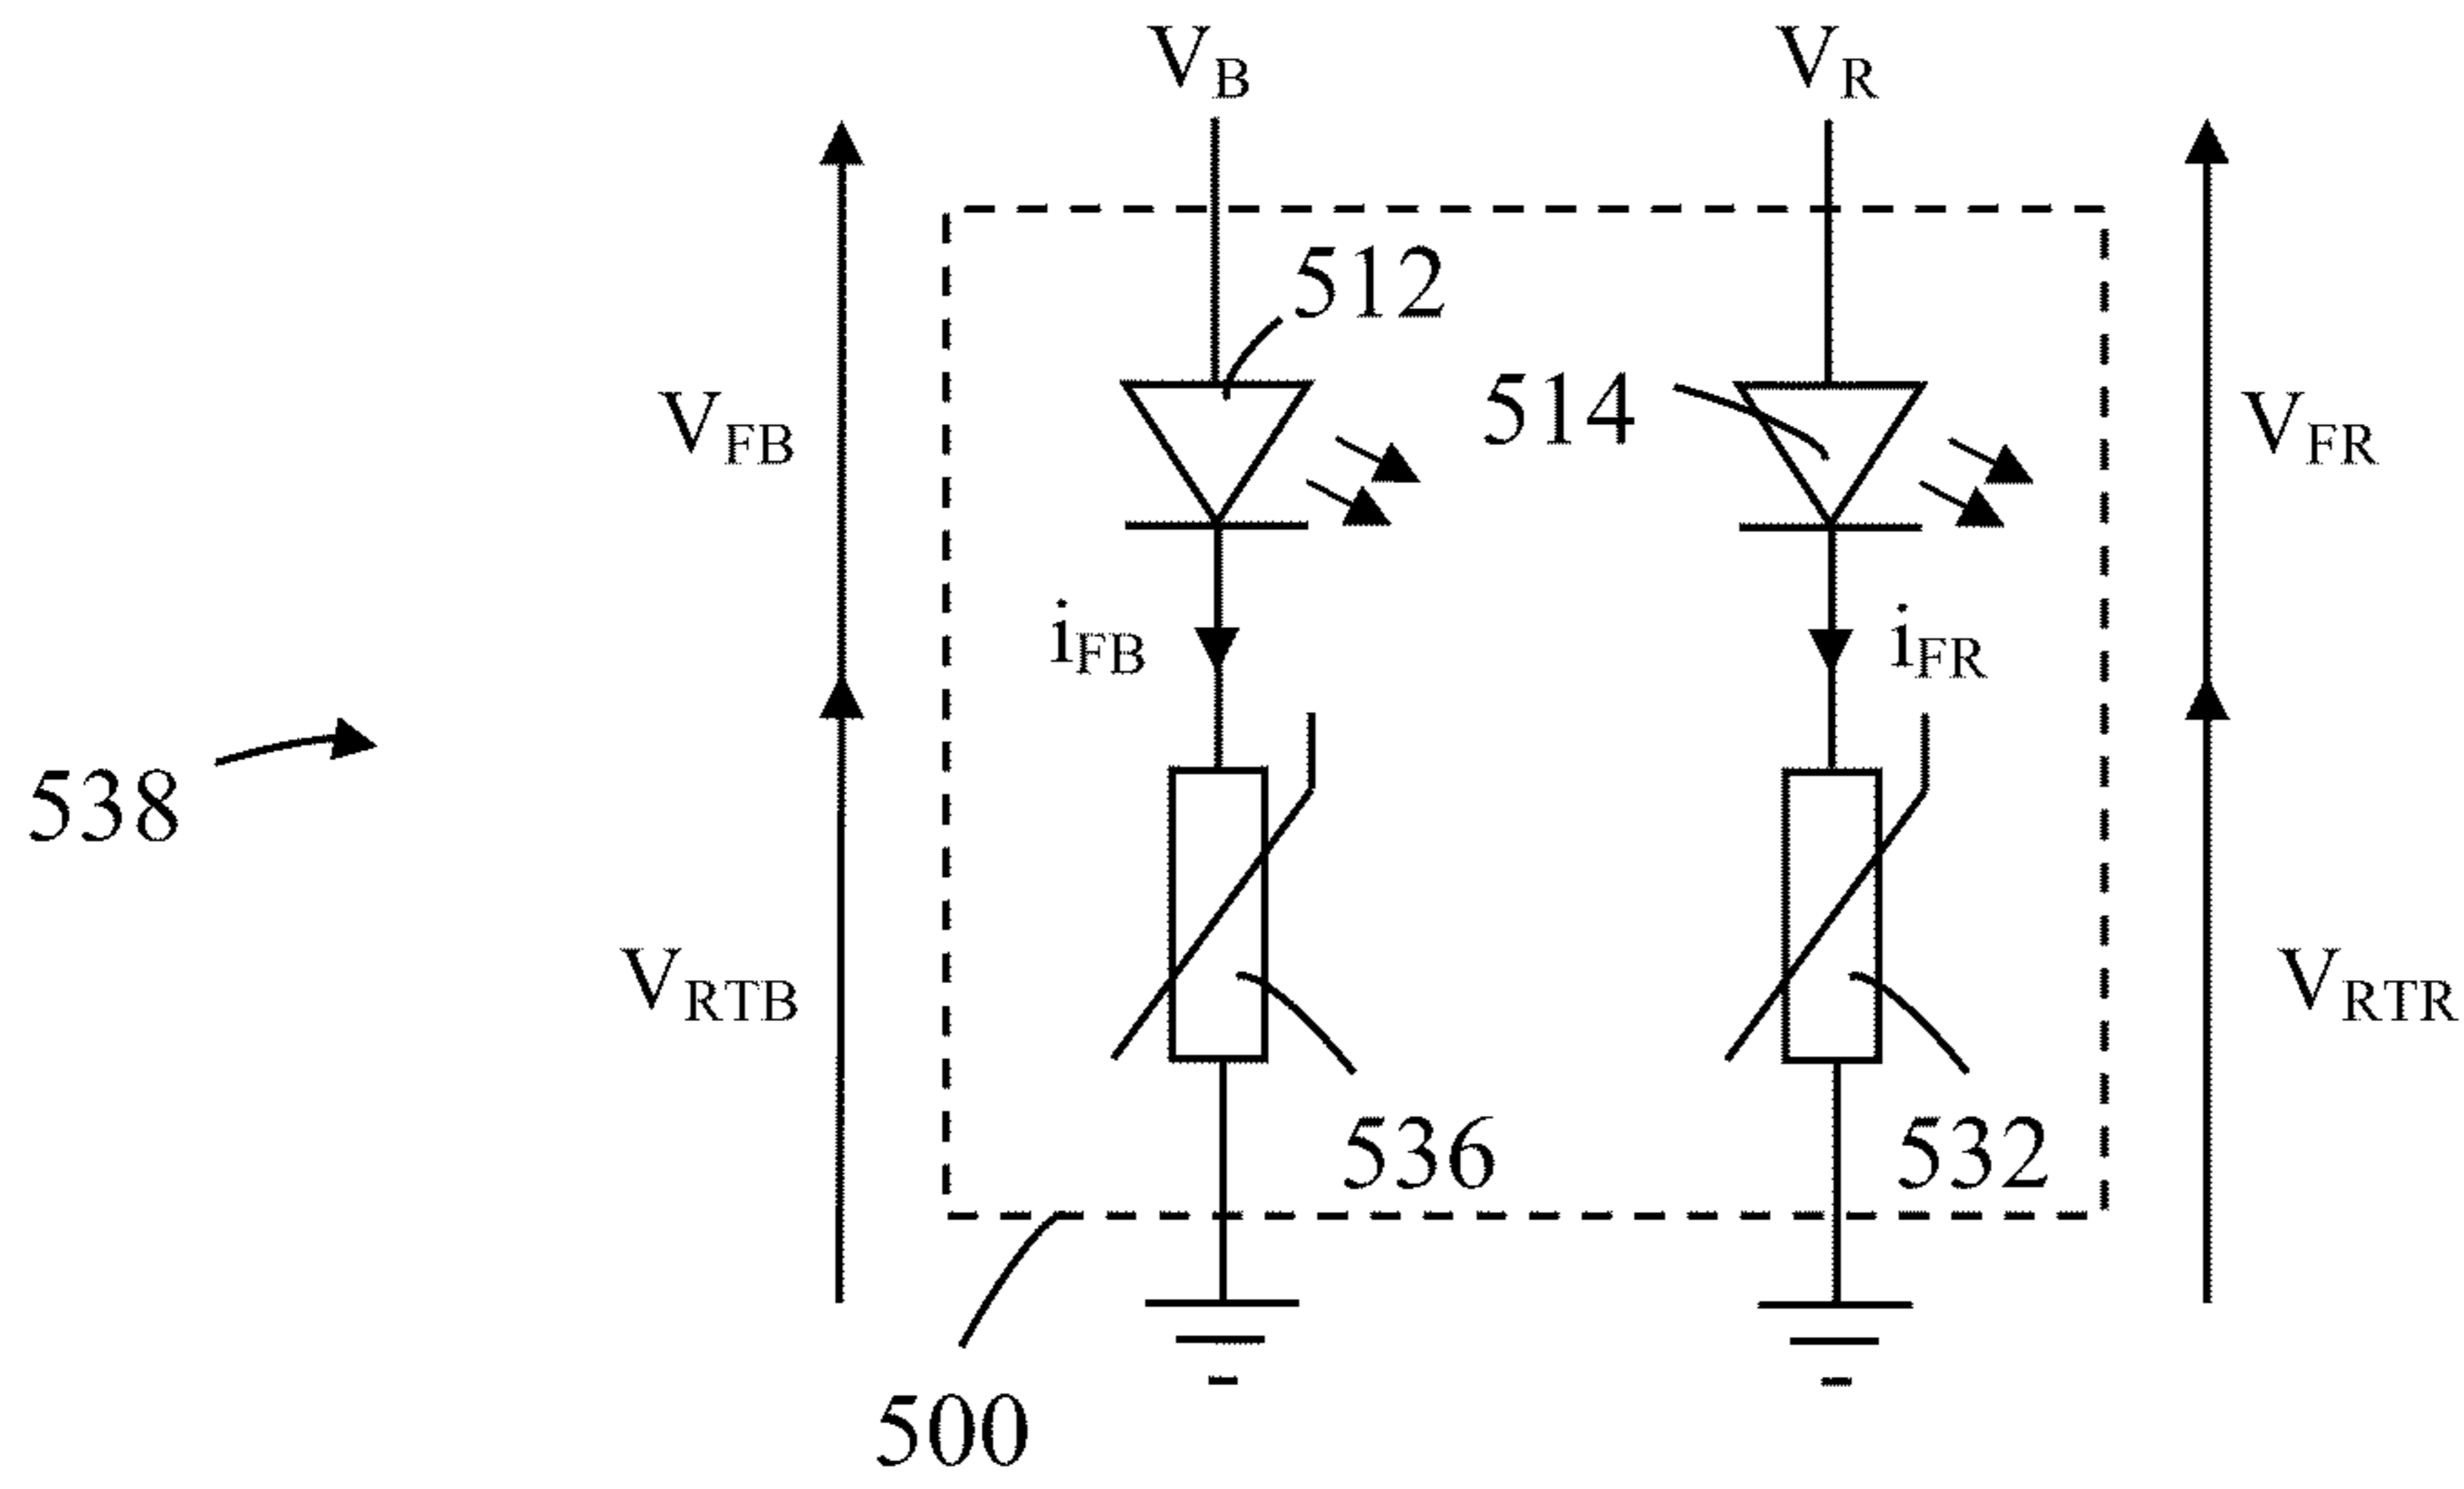 V_B V_R
512
V_FB 514 V_FR
i_FB i_FR
538
V_RTB V_RTR
536 532
500